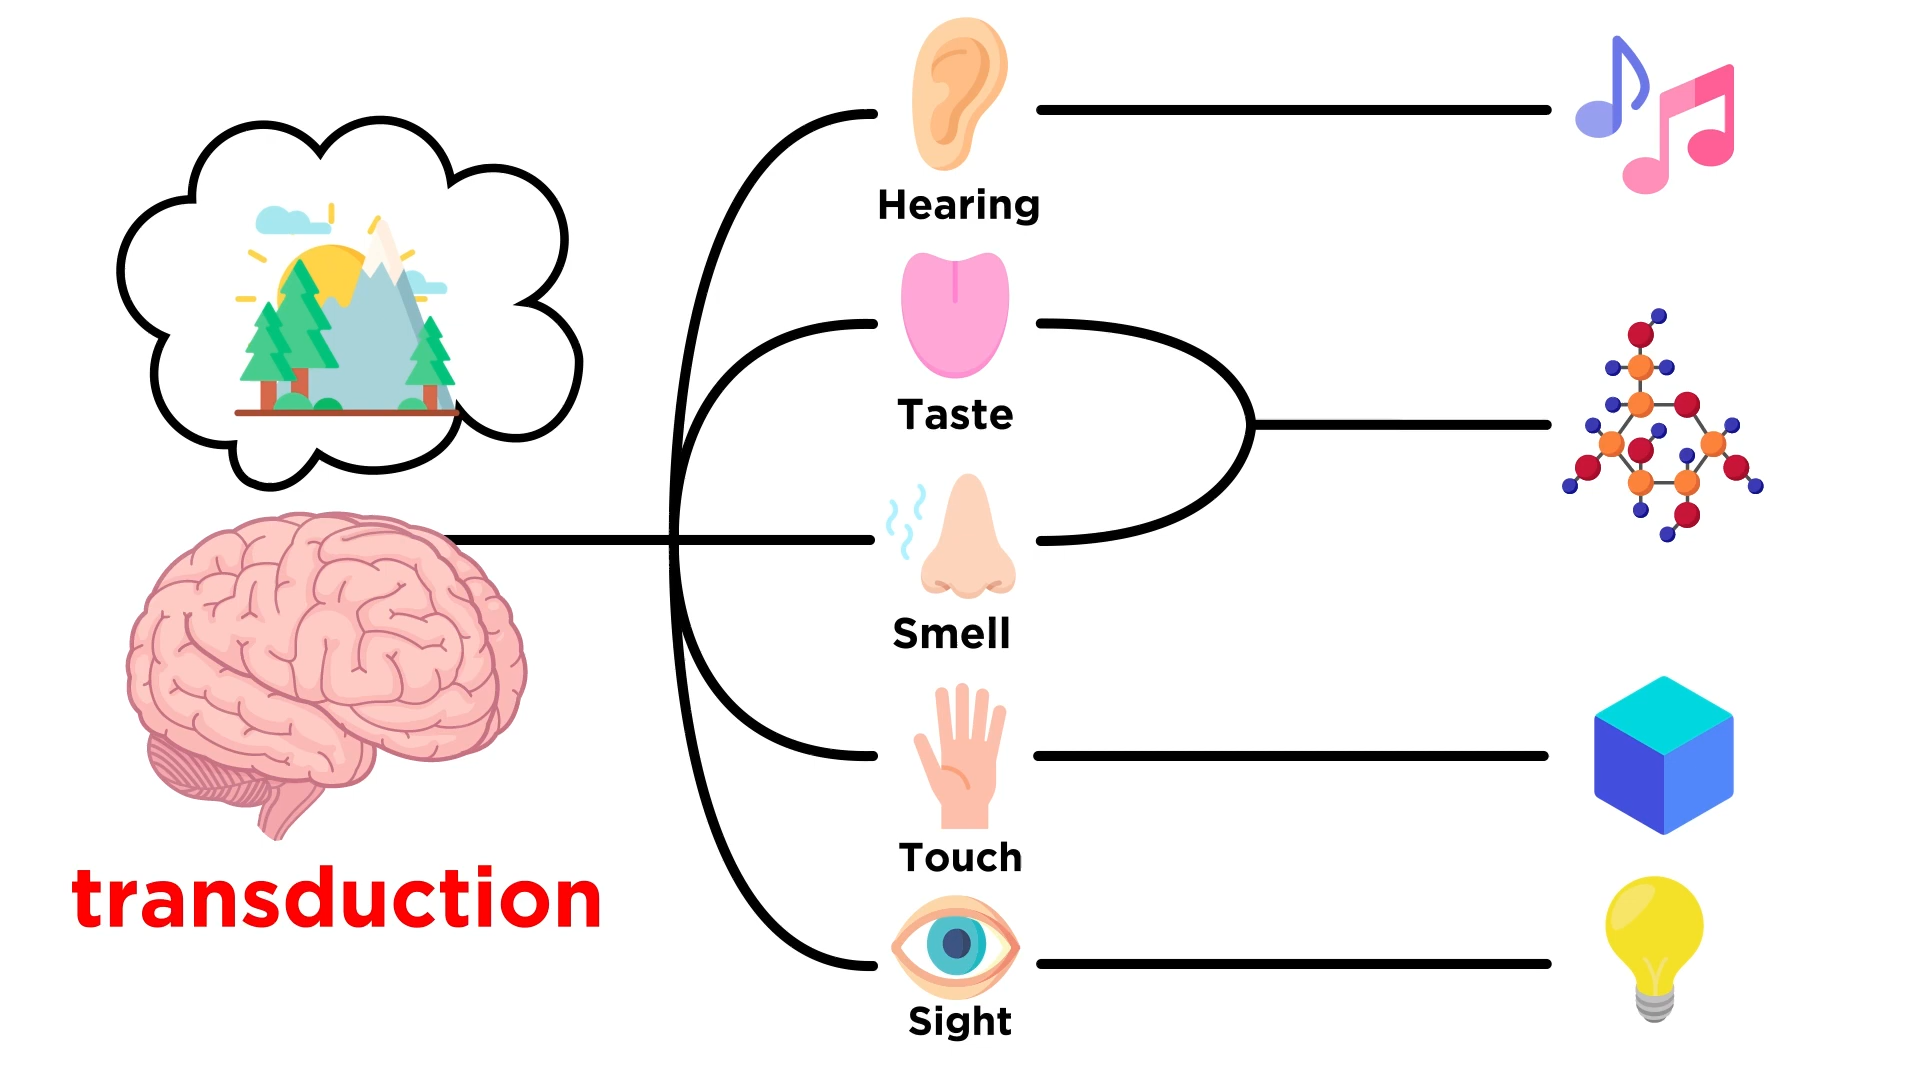 Hearing
Taste
Smell
Touch
transduction
Sight